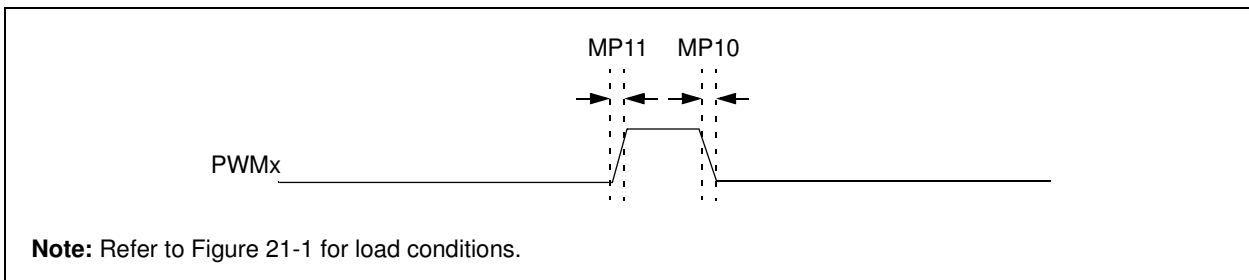 MP11 MP10
PWMx
Note: Refer to Figure 21-1 for load conditions.